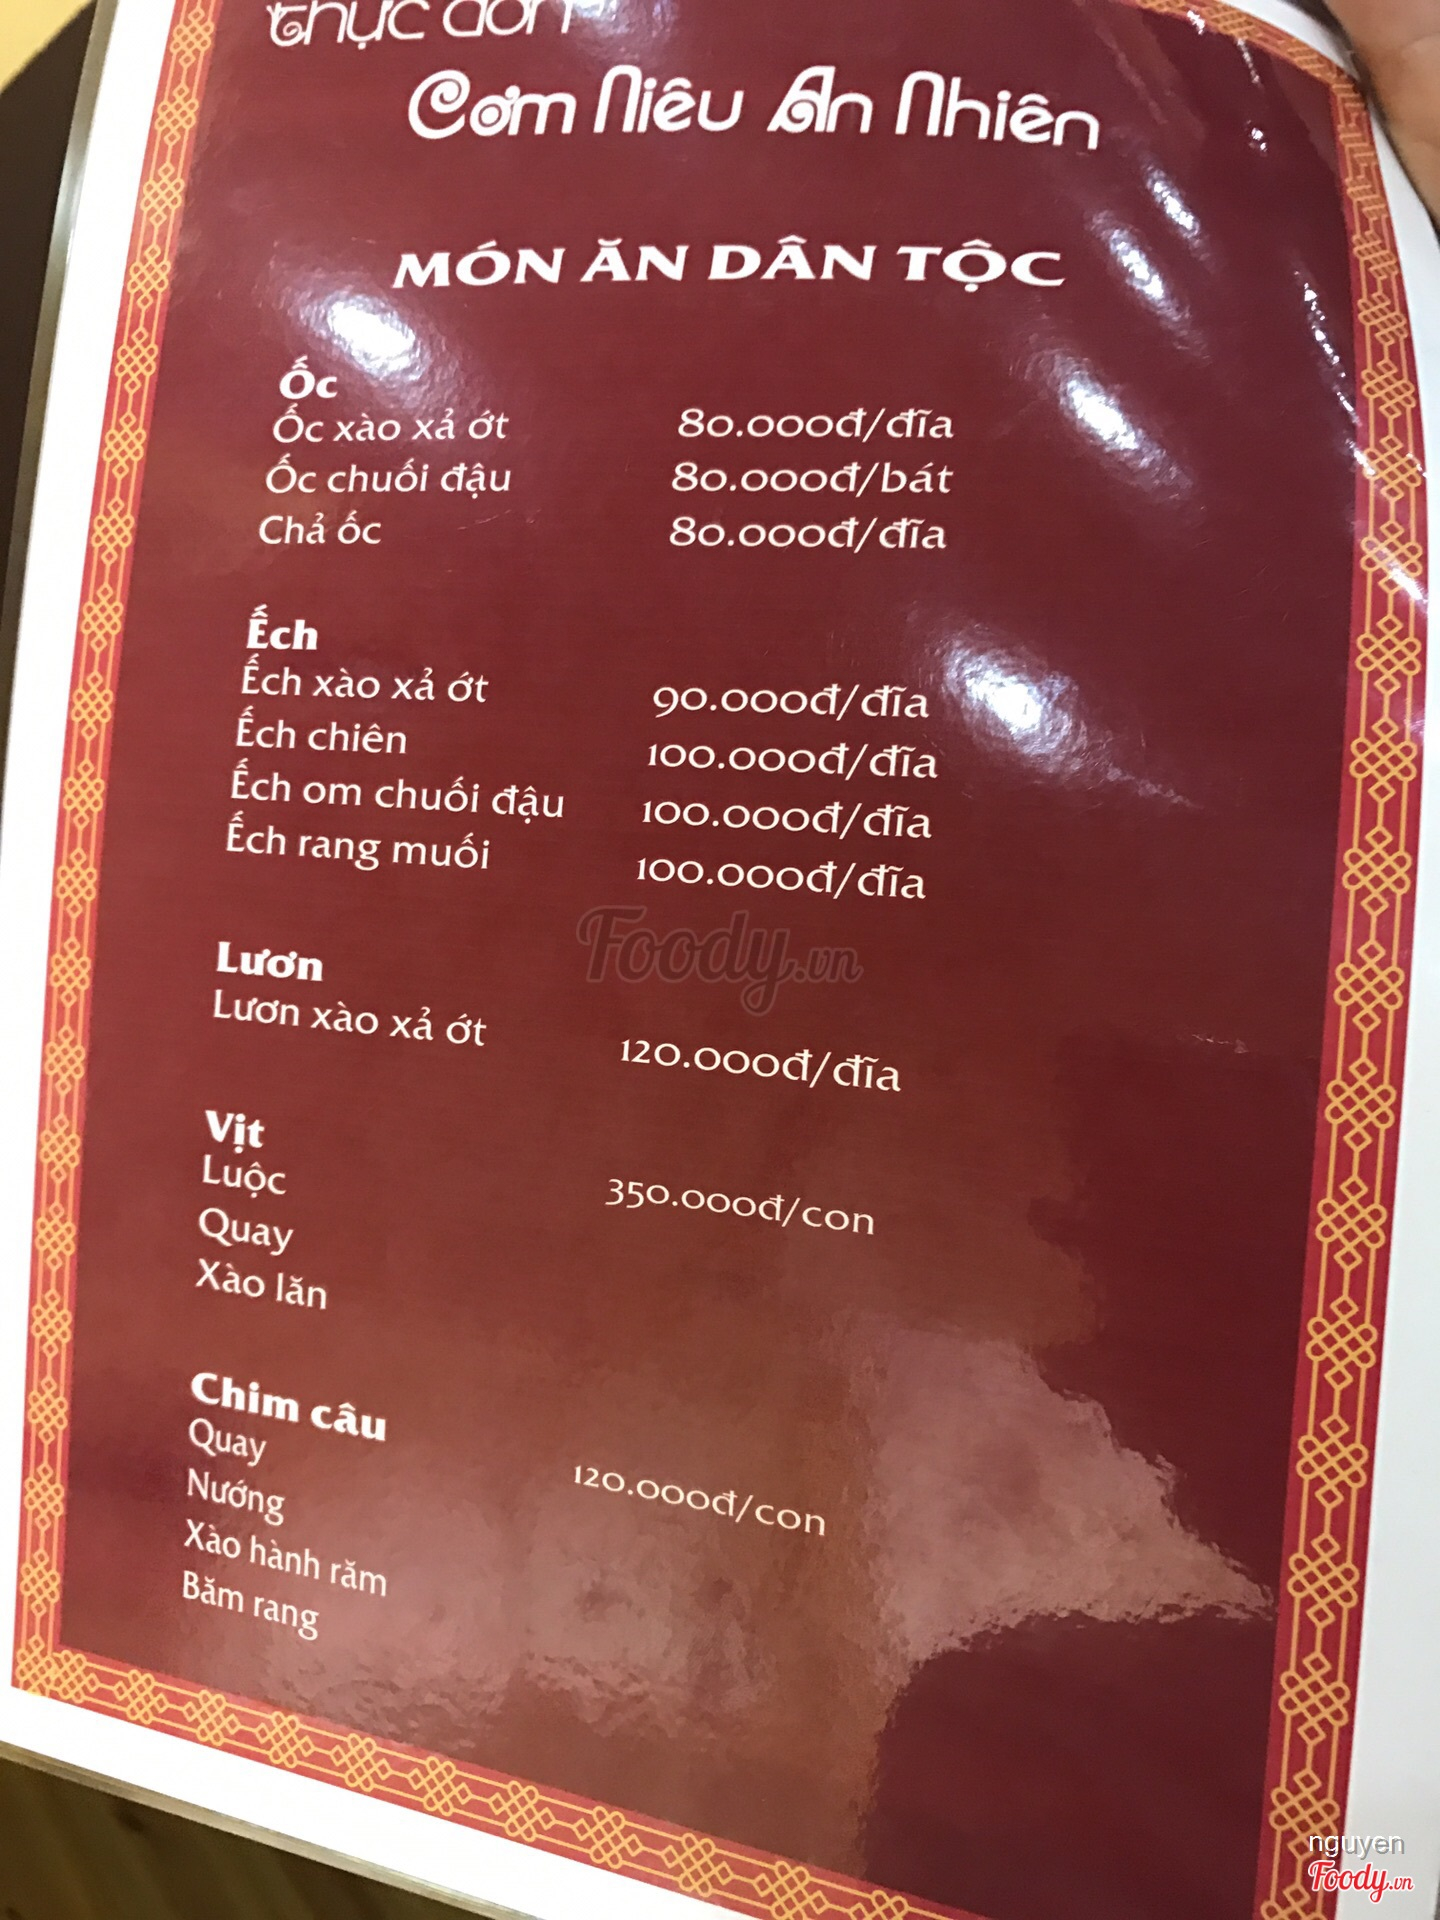 Thực đơn
Cơm Niêu An Nhiên
MÓN ĂN DÂN TỘC
Ốc
Ốc xào xả ớt 80.000đ/đĩa
Ốc chuối đậu 80.000đ/bát
Chả ốc 80.000đ/đĩa
Ếch
Ếch xào xả ớt 90.000đ/đĩa
Ếch chiên 100.000đ/đĩa
Ếch om chuối đậu 100.000đ/đĩa
Ếch rang muối 100.000đ/đĩa
Foody.vn
Lươn
Lươn xào xả ớt 120.000đ/đĩa
Vịt
Luộc 350.000đ/con
Quay
Xào lăn
Chim câu
Quay 120.000đ/con
Nướng
Xào hành răm
Băm rang
nguyen
Foody.vn